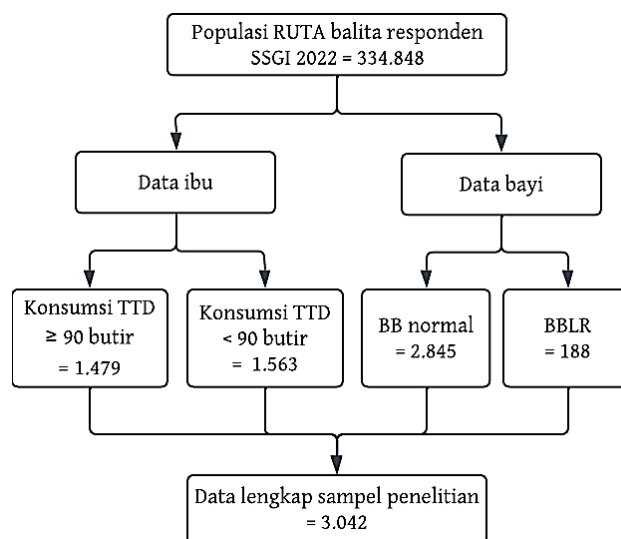 Populasi RUTA balita responden
SSGI 2022 = 334.848
Data ibu
Data bayi
Konsumsi TTD
≥ 90 butir
= 1.479
Konsumsi TTD
< 90 butir
= 1.563
BB normal
= 2.845
BBLR
= 188
Data lengkap sampel penelitian
= 3.042